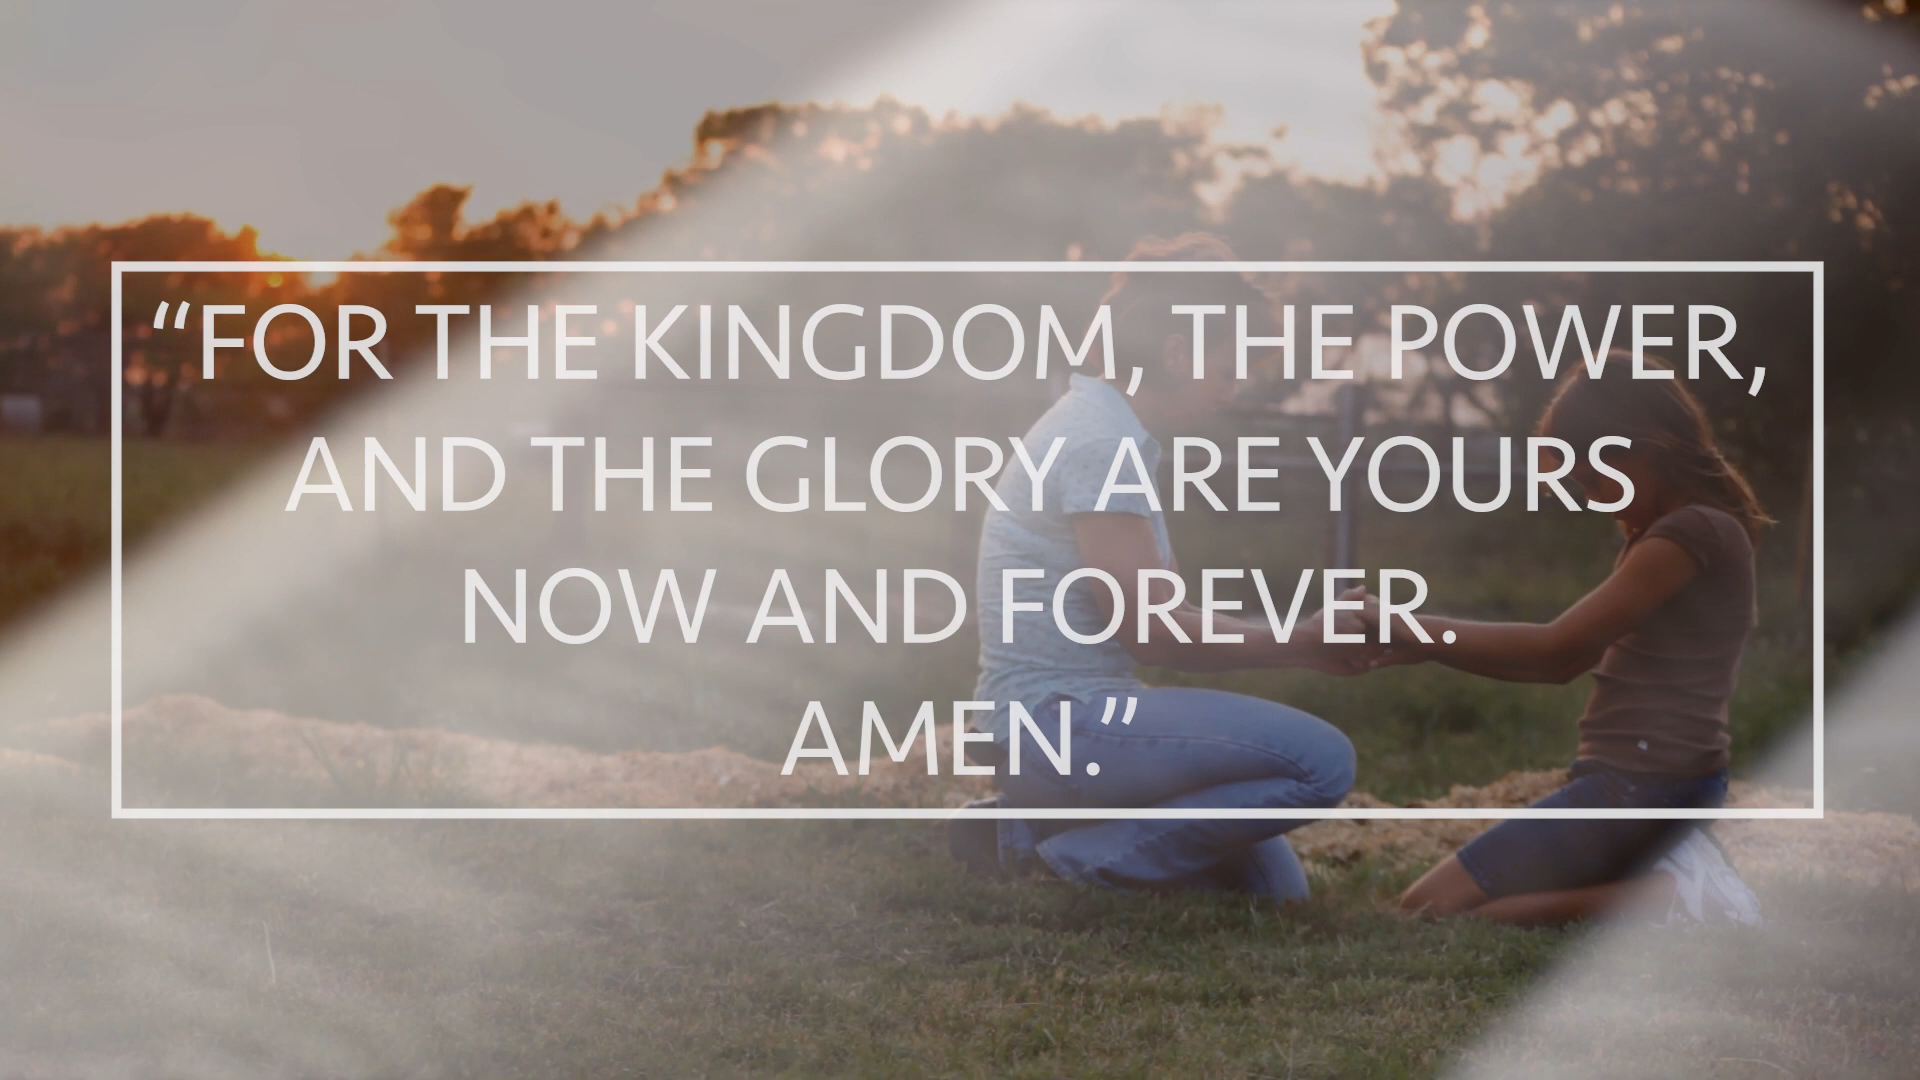 “FOR THE KINGDOM, THE POWER,
AND THE GLORY ARE YOURS
NOW AND FOREVER.
AMEN.”